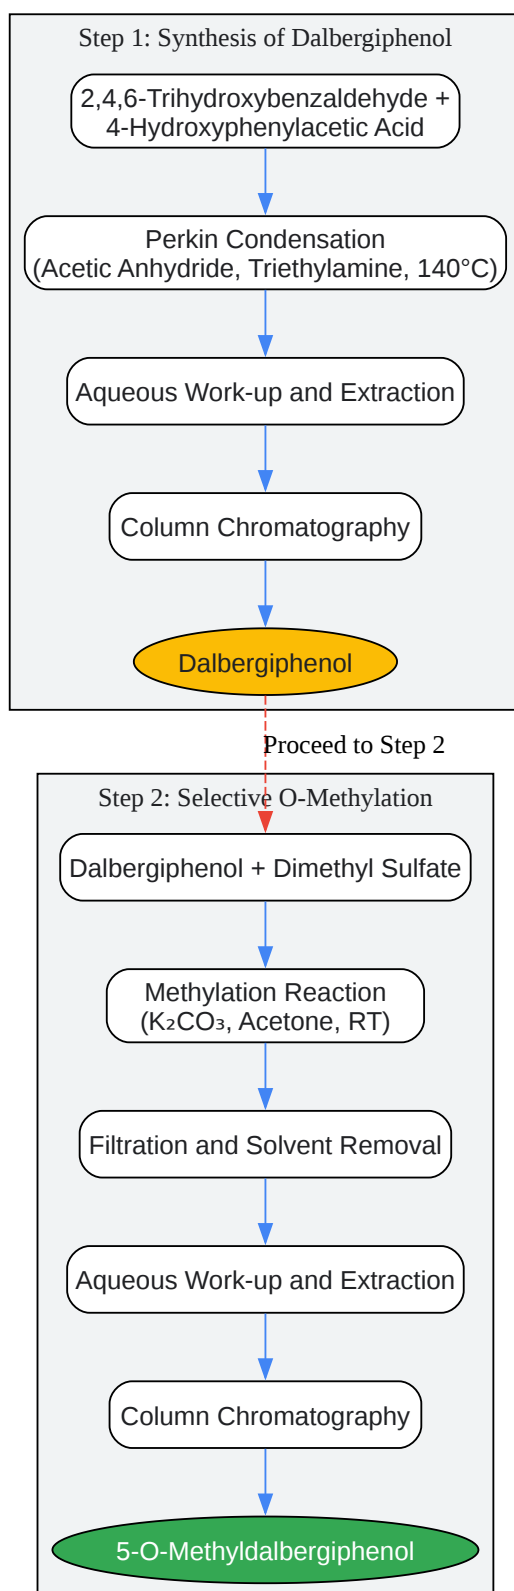 Step 1: Synthesis of Dalbergiphenol
2,4,6-Trihydroxybenzaldehyde +
4-Hydroxyphenylacetic Acid
Perkin Condensation
(Acetic Anhydride, Triethylamine, 140°C)
Aqueous Work-up and Extraction
Column Chromatography
Dalbergiphenol
Proceed to Step 2
Step 2: Selective O-Methylation
Dalbergiphenol + Dimethyl Sulfate
Methylation Reaction
(K₂CO₃, Acetone, RT)
Filtration and Solvent Removal
Aqueous Work-up and Extraction
Column Chromatography
5-O-Methyldalbergiphenol